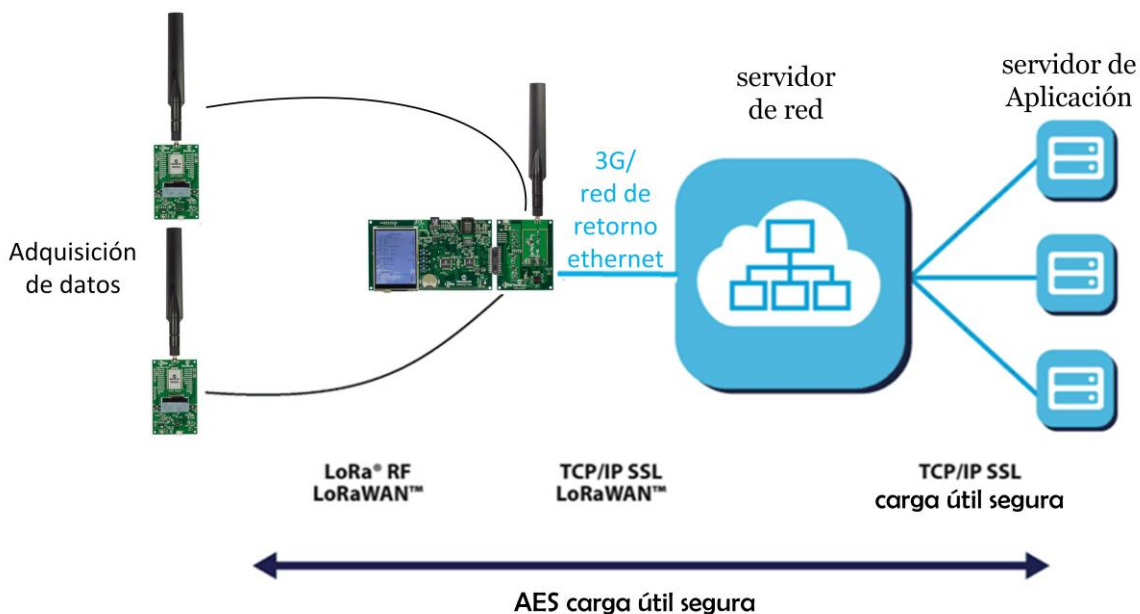 servidor
de red
servidor de
Aplicación
3G/
red de
retorno
ethernet
Adquisición
de datos
LoRa® RF
LoRaWAN™
TCP/IP SSL
LoRaWAN™
TCP/IP SSL
carga útil segura
AES carga útil segura